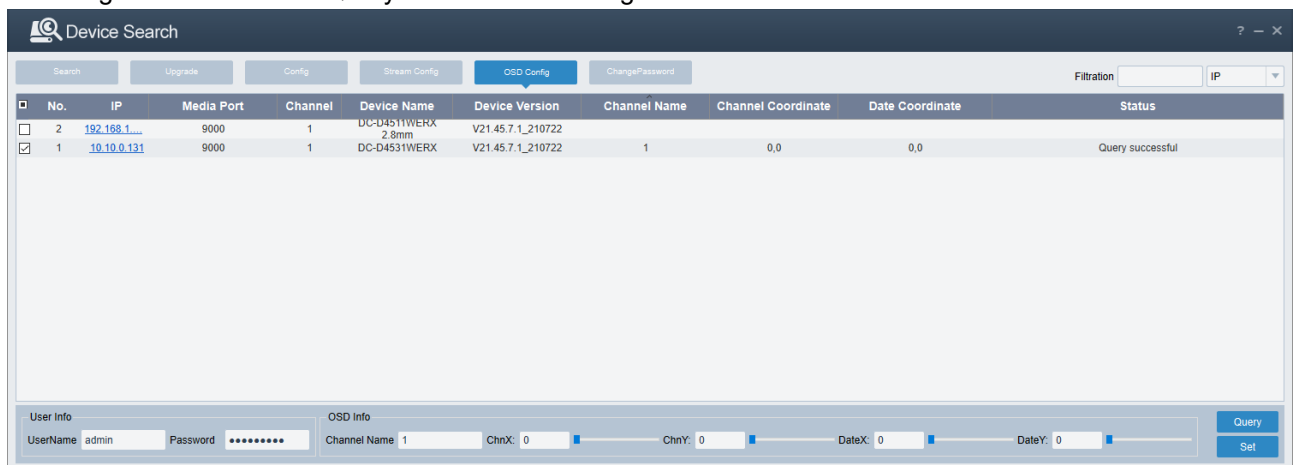 Device Search
? – ×
Search Upgrade Config Stream Config OSD Config ChangePassword Filtration IP
No. IP Media Port Channel Device Name Device Version Channel Name Channel Coordinate Date Coordinate Status
2 192.168.1.... 9000 1 DC-D4511WERX 2.8mm V21.45.7.1_210722
1 10.10.0.131 9000 1 DC-D4531WERX V21.45.7.1_210722 1 0,0 0,0 Query successful
User Info OSD Info
UserName admin Password ●●●●●●●●● Channel Name 1 ChnX: 0 ChnY: 0 DateX: 0 DateY: 0
Query
Set